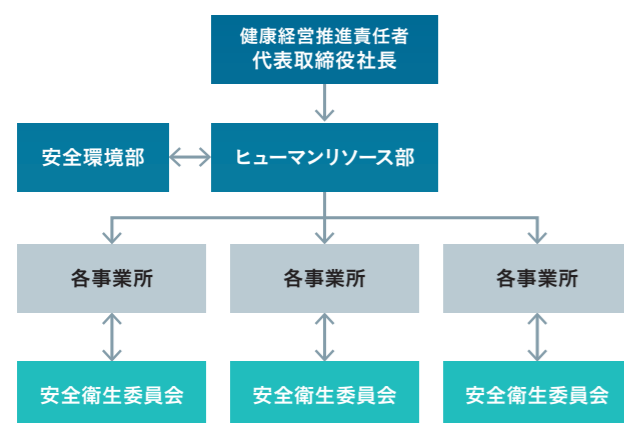 健康経営推進責任者
代表取締役社長
安全環境部
ヒューマンリソース部
各事業所
各事業所
各事業所
安全衛生委員会
安全衛生委員会
安全衛生委員会